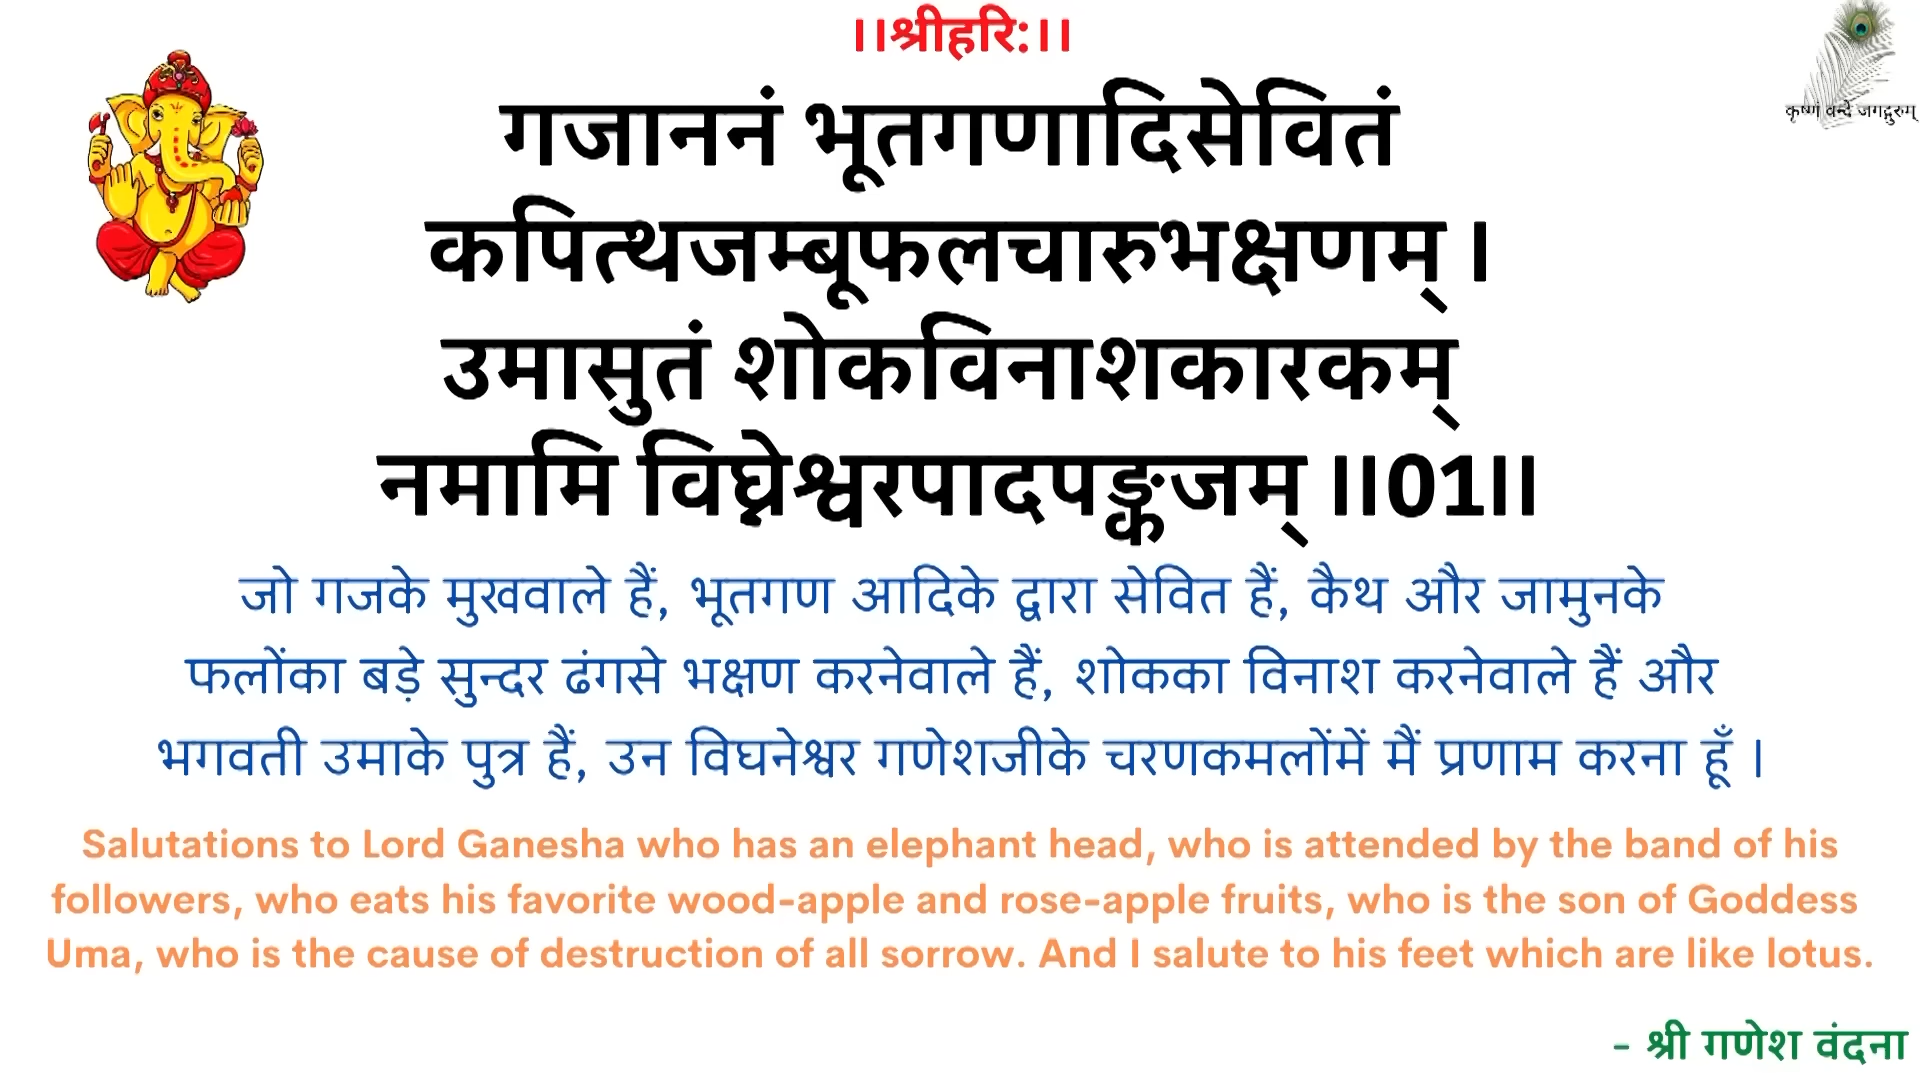 ।।श्रीहरि:।।
कृष्णं वन्दे जगद्गुरुम्
गजाननं भूतगणादिसेवितं
कपित्थजम्बूफलचारुभक्षणम् ।
उमासुतं शोकविनाशकारकम्
नमामि विघ्नेश्वरपादपङ्कजम् ।।01।।
जो गजके मुखवाले हैं, भूतगण आदिके द्वारा सेवित हैं, कैथ और जामुनके
फलोंका बड़े सुन्दर ढंगसे भक्षण करनेवाले हैं, शोकका विनाश करनेवाले हैं और
भगवती उमाके पुत्र हैं, उन विघनेश्वर गणेशजीके चरणकमलोंमें मैं प्रणाम करना हूँ ।
Salutations to Lord Ganesha who has an elephant head, who is attended by the band of his
followers, who eats his favorite wood-apple and rose-apple fruits, who is the son of Goddess
Uma, who is the cause of destruction of all sorrow. And I salute to his feet which are like lotus.
- श्री गणेश वंदना